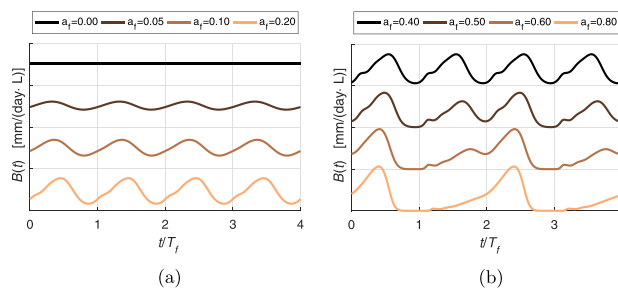 a_f=0.00 a_f=0.05 a_f=0.10 a_f=0.20
B(t) [mm/(day· L)]
0 1 2 3 4
t/T_f
(a)
a_f=0.40 a_f=0.50 a_f=0.60 a_f=0.80
B(t) [mm/(day· L)]
0 1 2 3
t/T_f
(b)